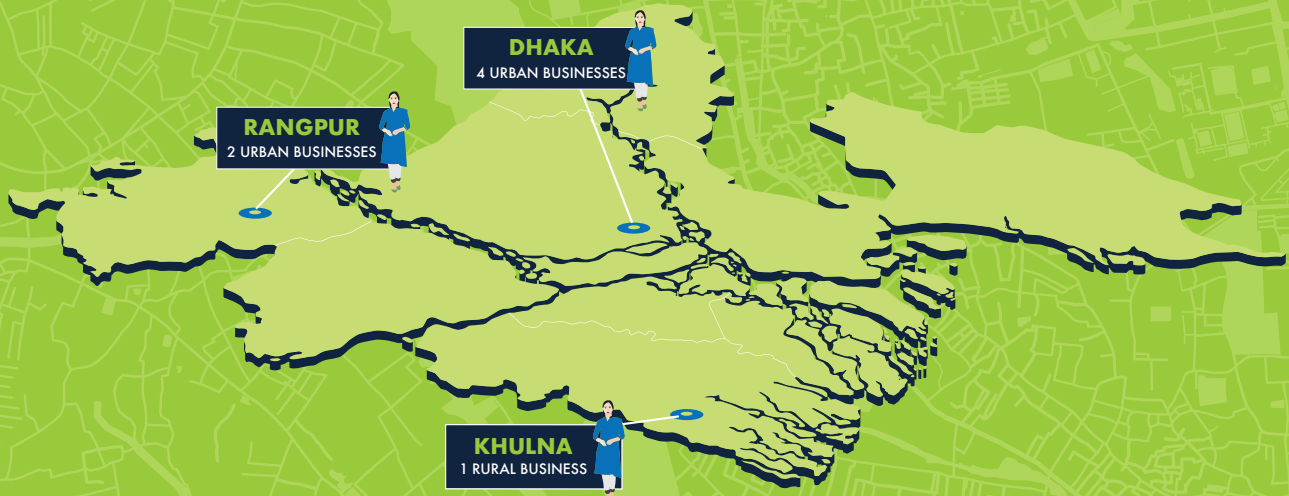 DHAKA
4 URBAN BUSINESSES
RANGPUR
2 URBAN BUSINESSES
KHULNA
1 RURAL BUSINESS